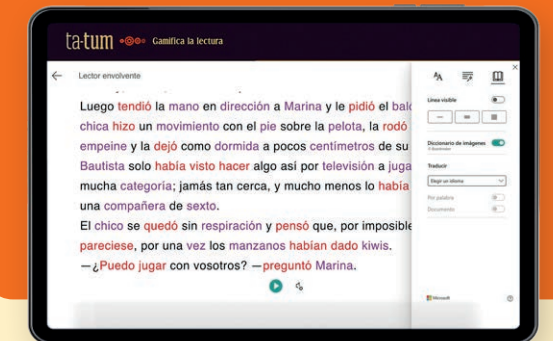 ta-tum Gamifica la lectura
Lector envolvente
Luego tendió la mano en dirección a Marina y le pidió el
chica hizo un movimiento con el pie sobre la pelota, la rodó
empeine y la dejó como dormida a pocos centímetros de su
Bautista solo había visto hacer algo así por televisión a
mucha categoría; jamás tan cerca, y mucho menos lo había
una compañera de sexto.
El chico se quedó sin respiración y pensó que, por
pareciese, por una vez los manzanos habían dado kiwis.
—¿Puedo jugar con vosotros? —preguntó Marina.
Línea visible
Diccionario de imágenes
Traducir
Elegir un idioma
Por palabra
Documento
Microsoft